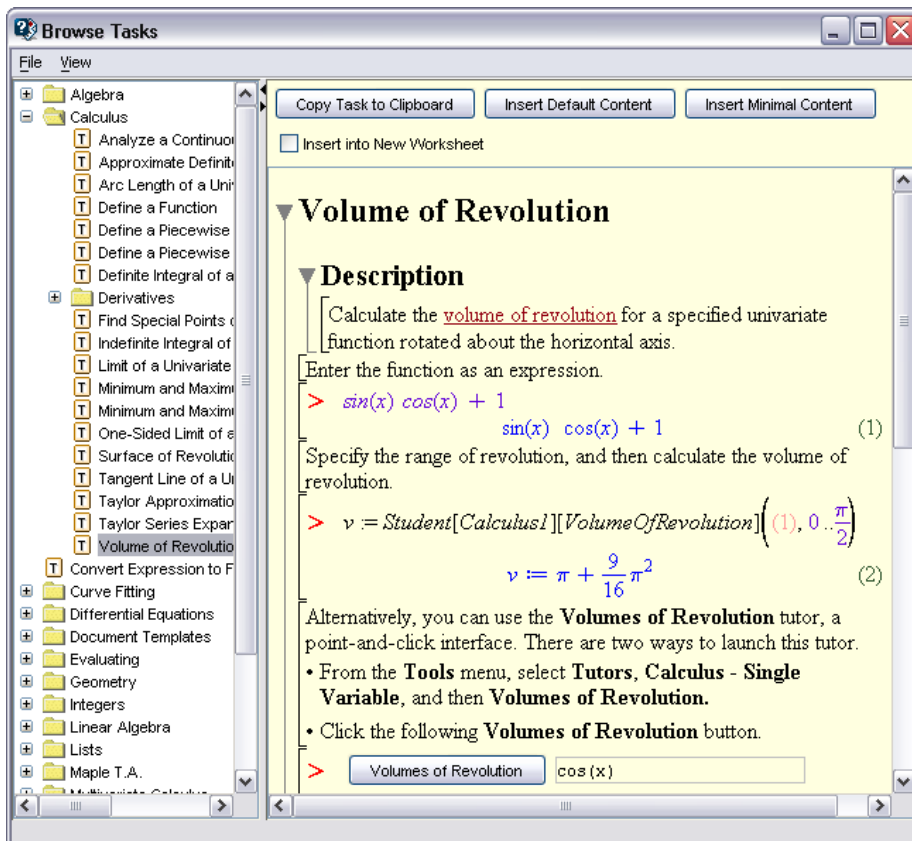 Browse Tasks
File View
Algebra
Calculus
Analyze a Continuou
Approximate Definit
Arc Length of a Univ
Define a Function
Define a Piecewise
Define a Piecewise
Definite Integral of a
Derivatives
Find Special Points o
Indefinite Integral of
Limit of a Univariate
Minimum and Maximu
Minimum and Maximu
One-Sided Limit of a
Surface of Revolutio
Tangent Line of a U
Taylor Approximatio
Taylor Series Expan
Volume of Revolutio
Convert Expression to F
Curve Fitting
Differential Equations
Document Templates
Evaluating
Geometry
Integers
Linear Algebra
Lists
Maple T.A.
Multivariate Calculus
Copy Task to Clipboard Insert Default Content Insert Minimal Content
Insert into New Worksheet
Volume of Revolution
Description
Calculate the volume of revolution for a specified univariate
function rotated about the horizontal axis.
Enter the function as an expression.
> sin(x) cos(x) + 1
sin(x) cos(x) + 1 (1)
Specify the range of revolution, and then calculate the volume of
revolution.
> v := Student[Calculus1][VolumeOfRevolution]((1), 0 .. π/2)
v := π + 9/16 π² (2)
Alternatively, you can use the Volumes of Revolution tutor, a
point-and-click interface. There are two ways to launch this tutor.
• From the Tools menu, select Tutors, Calculus - Single
Variable, and then Volumes of Revolution.
• Click the following Volumes of Revolution button.
> Volumes of Revolution cos(x)